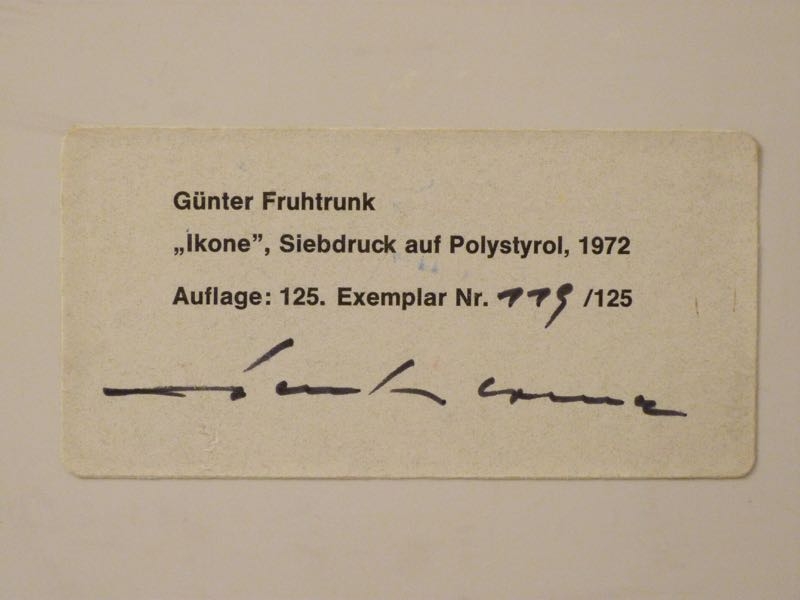 Günter Fruhtrunk
„Ikone”, Siebdruck auf Polystyrol, 1972
Auflage: 125. Exemplar Nr. 119 /125